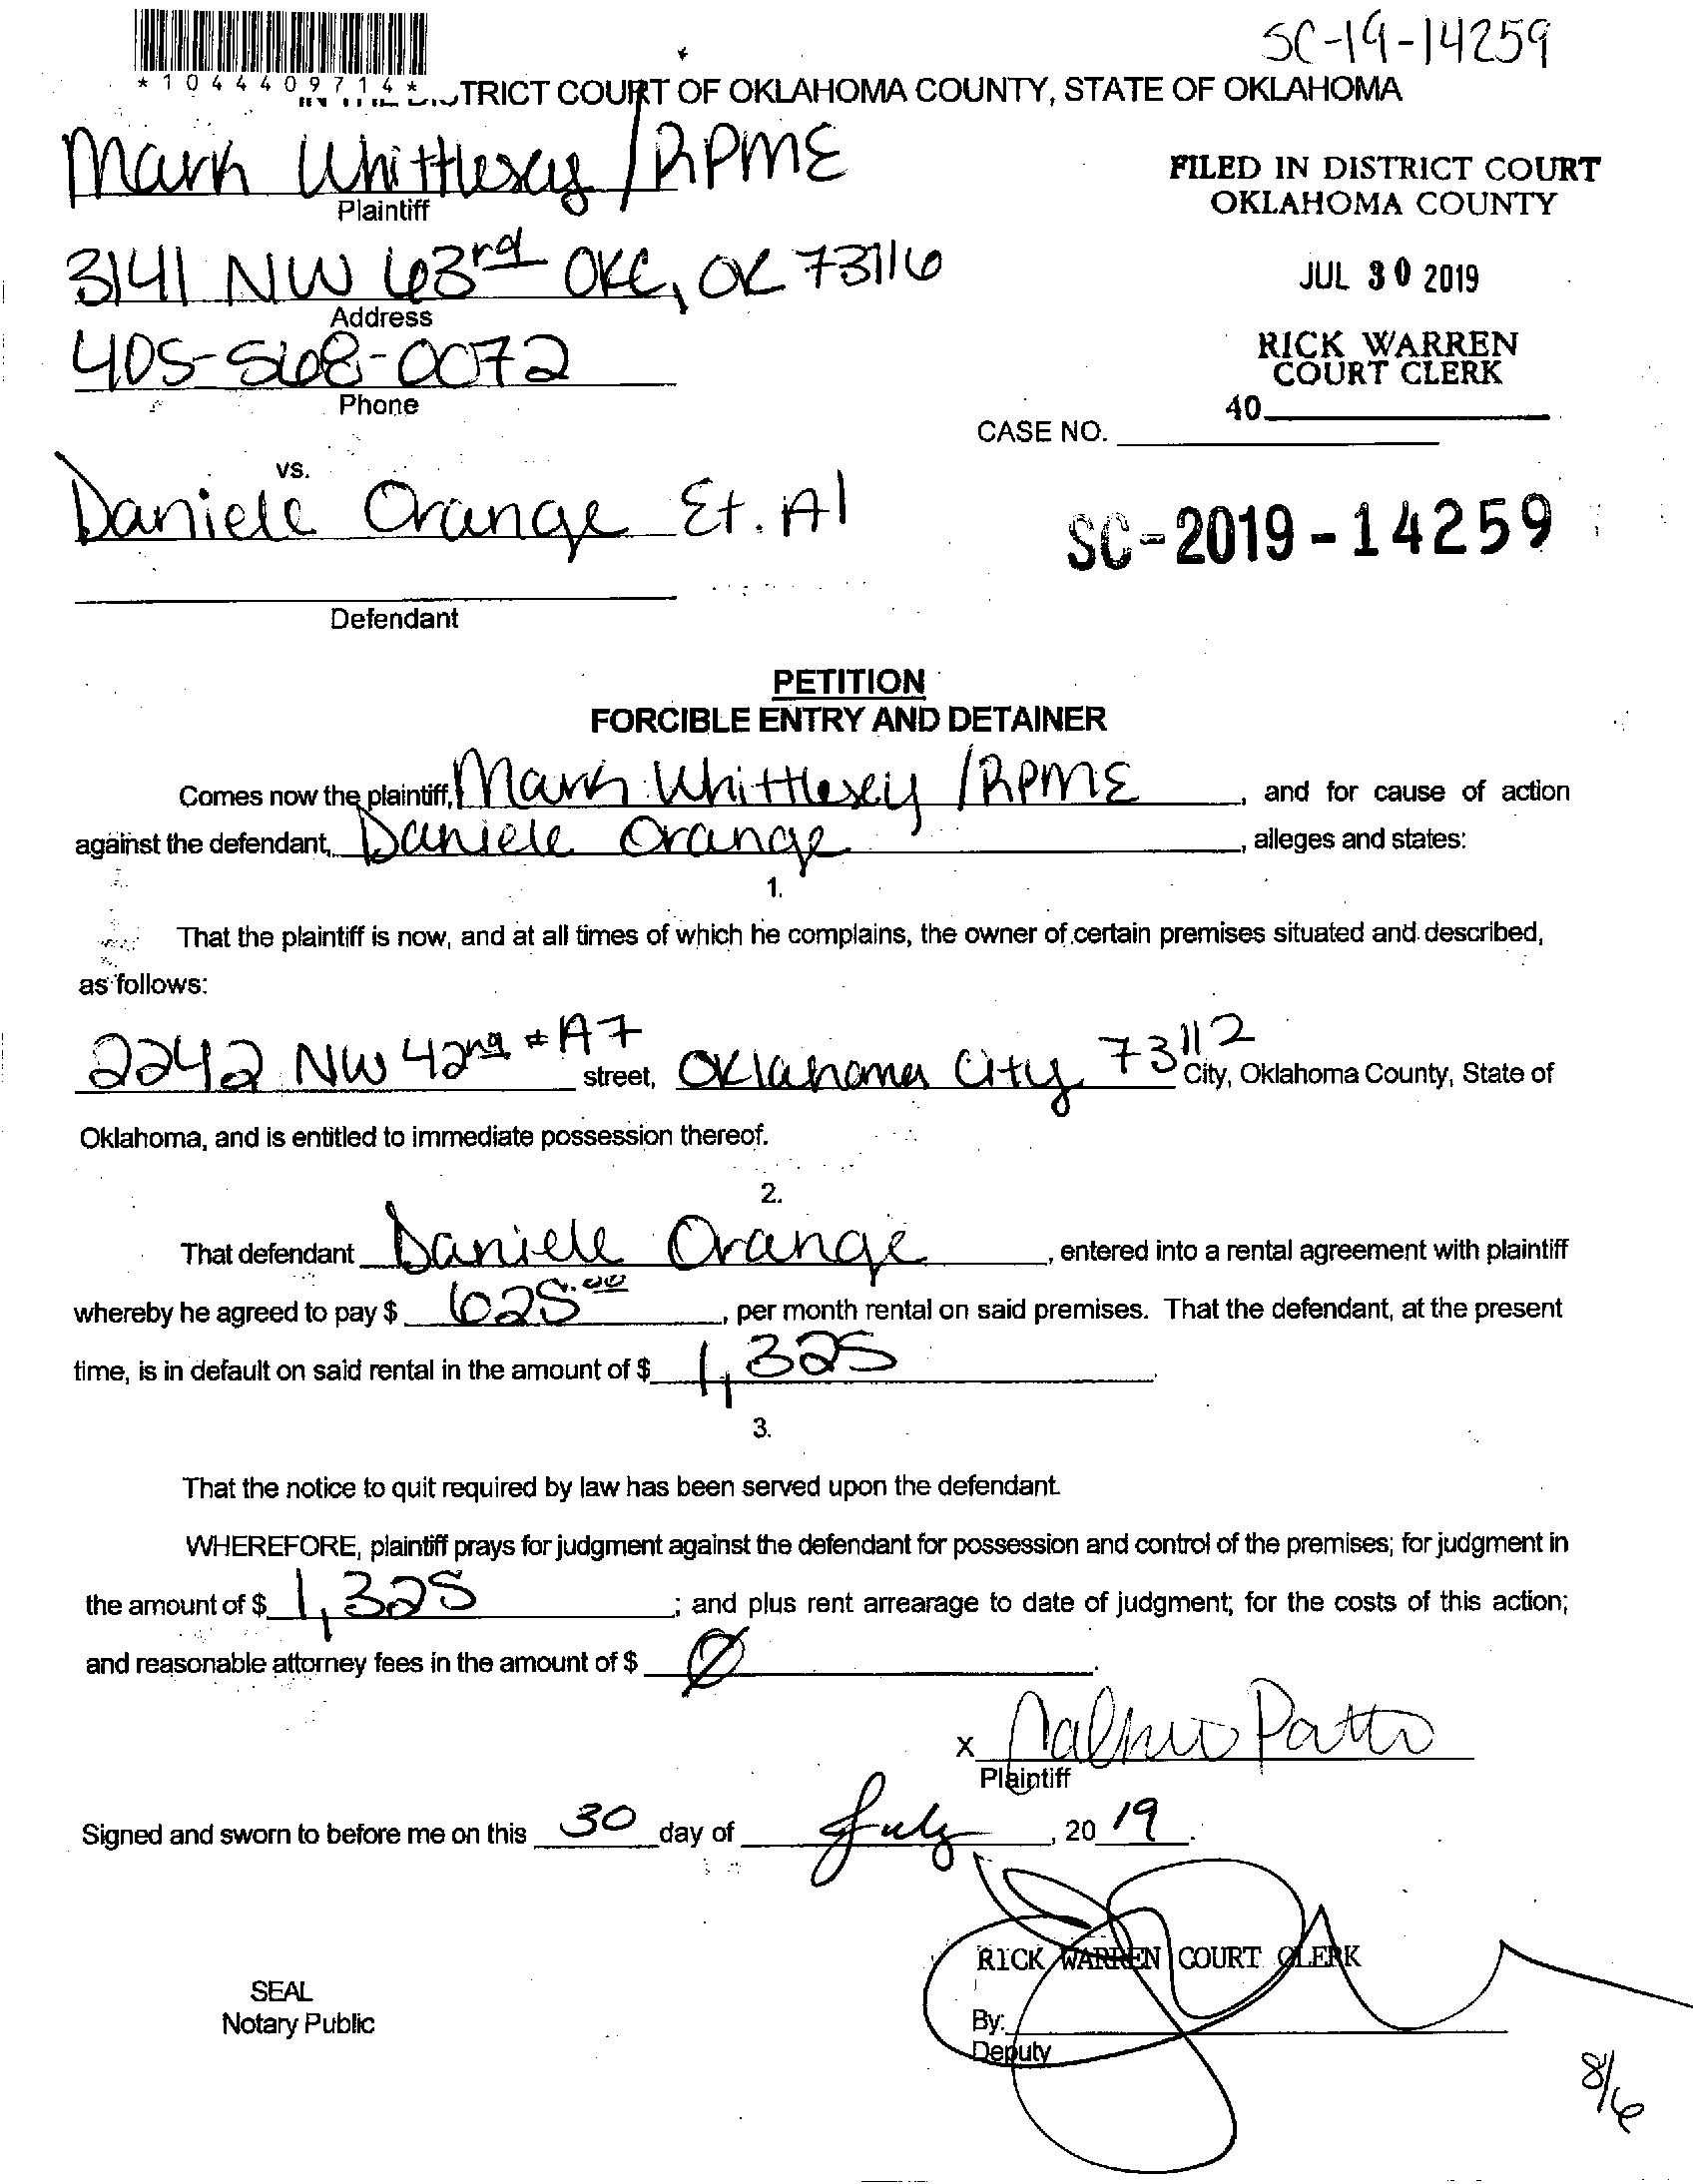 SC-19-14259
*1044409714*
TRICT COURT OF OKLAHOMA COUNTY, STATE OF OKLAHOMA
Mark Whittlesey / RPME
Plaintiff
FILED IN DISTRICT COURT
OKLAHOMA COUNTY
3141 NW 63rd OKC, OK 73116
Address
JUL 30 2019
405-568-0072
Phone
RICK WARREN
COURT CLERK
40
CASE NO.
vs.
Daniele Orange Et. Al
SC-2019-14259
Defendant
PETITION
FORCIBLE ENTRY AND DETAINER
Comes now the plaintiff, Mark Whittlesey / RPME, and for cause of action
against the defendant, Daniele Orange, alleges and states:
1.
That the plaintiff is now, and at all times of which he complains, the owner of certain premises situated and described,
as follows:
2242 NW 42nd #A7 street, Oklahoma City 73112 City, Oklahoma County, State of
Oklahoma, and is entitled to immediate possession thereof.
2.
That defendant Daniele Orange, entered into a rental agreement with plaintiff
whereby he agreed to pay $ 625.00, per month rental on said premises. That the defendant, at the present
time, is in default on said rental in the amount of $ 1,325.
3.
That the notice to quit required by law has been served upon the defendant.
WHEREFORE, plaintiff prays for judgment against the defendant for possession and control of the premises; for judgment in
the amount of $ 1,325; and plus rent arrearage to date of judgment; for the costs of this action;
and reasonable attorney fees in the amount of $ Ø.
X
Plaintiff
Signed and sworn to before me on this 30 day of July, 2019.
RICK WARREN COURT CLERK
SEAL
Notary Public
By:
Deputy
8/6